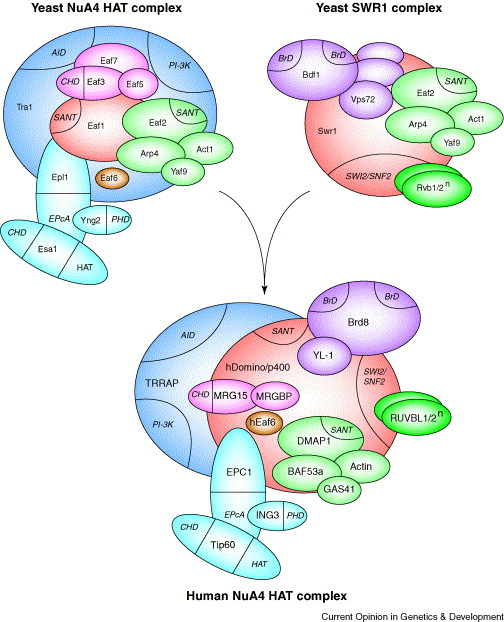 Yeast NuA4 HAT complex
Yeast SWR1 complex
AID
Eaf7
PI-3K
CHD
Eaf3
Eaf5
Tra1
SANT
Eaf1
Eaf2
SANT
Arp4
Act1
Yaf9
Epl1
Eaf6
EPcA
Yng2
PHD
CHD
Esa1
HAT
BrD
BrD
Bdf1
Vps72
Swr1
Eaf2
SANT
Arp4
Act1
Yaf9
SWI2/SNF2
Rvb1/2 n
AID
SANT
BrD
BrD
Brd8
YL-1
hDomino/p400
TRRAP
SWI2/
SNF2
CHD
MRG15
MRGBP
PI-3K
hEaf6
RUVBL1/2 n
SANT
DMAP1
EPC1
BAF53a
Actin
GAS41
EPcA
ING3
PHD
CHD
Tip60
HAT
Human NuA4 HAT complex
Current Opinion in Genetics & Development